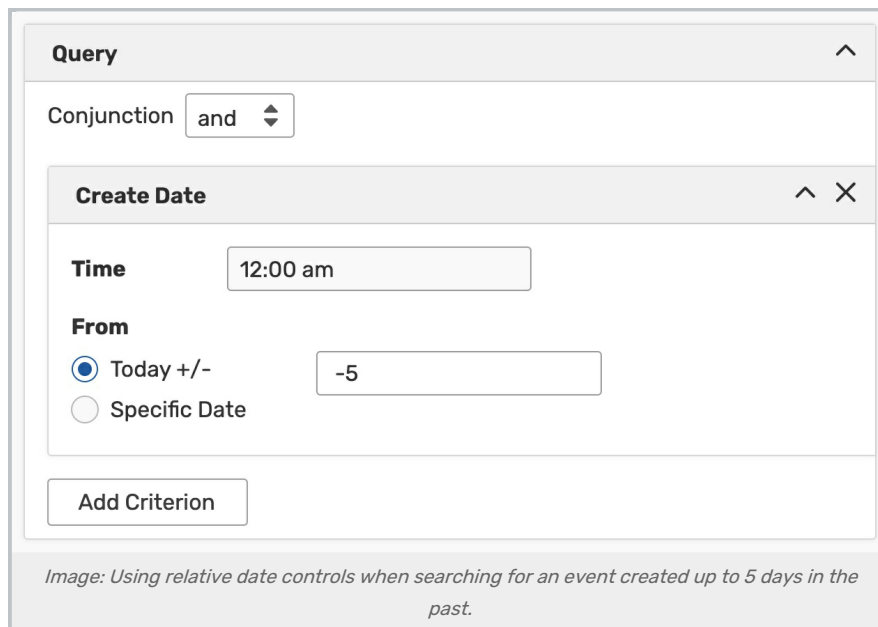 Query
Conjunction and
Create Date
Time 12:00 am
From
Today +/- -5
Specific Date
Add Criterion
Image: Using relative date controls when searching for an event created up to 5 days in the
past.